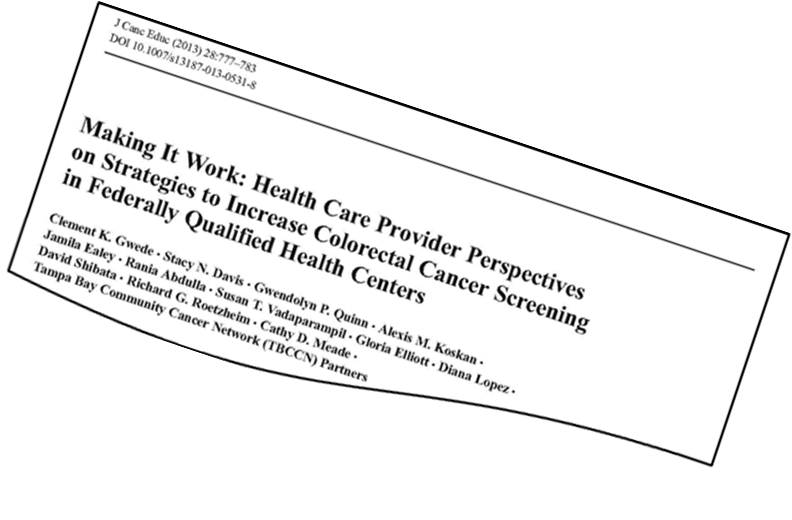 J Canc Educ (2013) 28:777–783
DOI 10.1007/s13187-013-0531-8
Making It Work: Health Care Provider Perspectives
on Strategies to Increase Colorectal Cancer Screening
in Federally Qualified Health Centers
Clement K. Gwede · Stacy N. Davis · Gwendolyn P. Quinn · Alexis M. Koskan ·
Jamila Ealey · Rania Abdulla · Susan T. Vadaparampil · Gloria Elliott · Diana Lopez ·
David Shibata · Richard G. Roetzheim · Cathy D. Meade ·
Tampa Bay Community Cancer Network (TBCCN) Partners